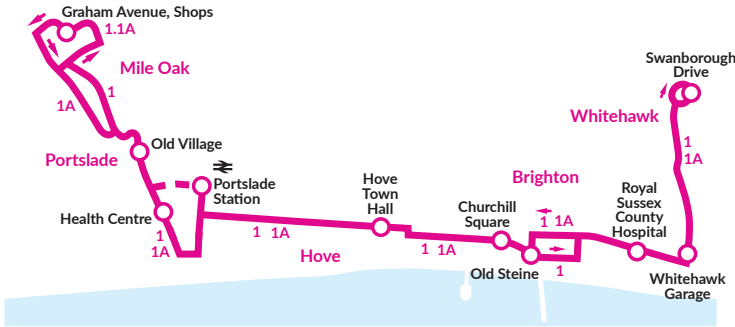 Graham Avenue, Shops
1.1A
Mile Oak
1
1A
Old Village
Portslade
Portslade
Station
Health Centre
1
1A
1 1A
Hove
Hove
Town
Hall
1 1A
Churchill
Square
Old Steine
Brighton
1 1A
1
Royal
Sussex
County
Hospital
Whitehawk
Garage
1
1A
Whitehawk
Swanborough
Drive